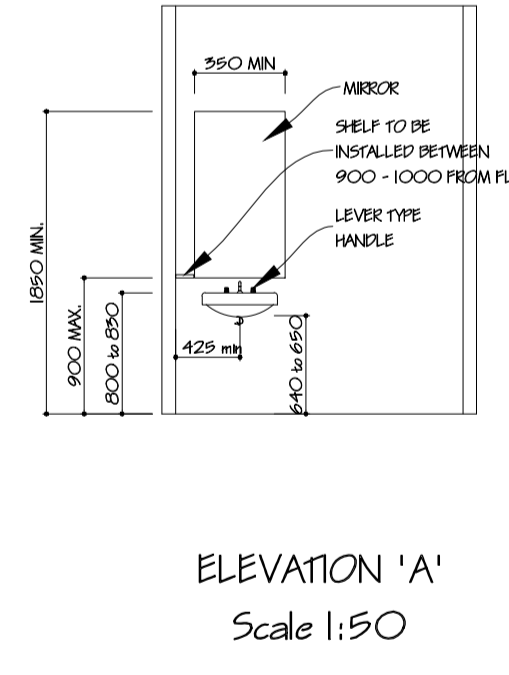 350 MIN
MIRROR
SHELF TO BE
INSTALLED BETWEEN
900 - 1000 FROM FL
LEVER TYPE
HANDLE
1850 MIN.
900 MAX.
800 to 830
425 min
640 to 650
ELEVATION 'A'
Scale 1:50